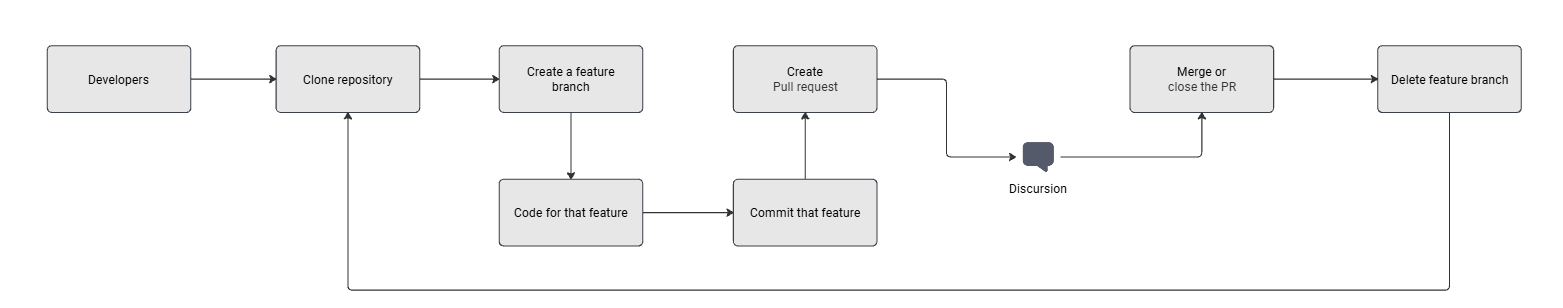 Developers
Clone repository
Create a feature
branch
Code for that feature
Commit that feature
Create
Pull request
Discursion
Merge or
close the PR
Delete feature branch